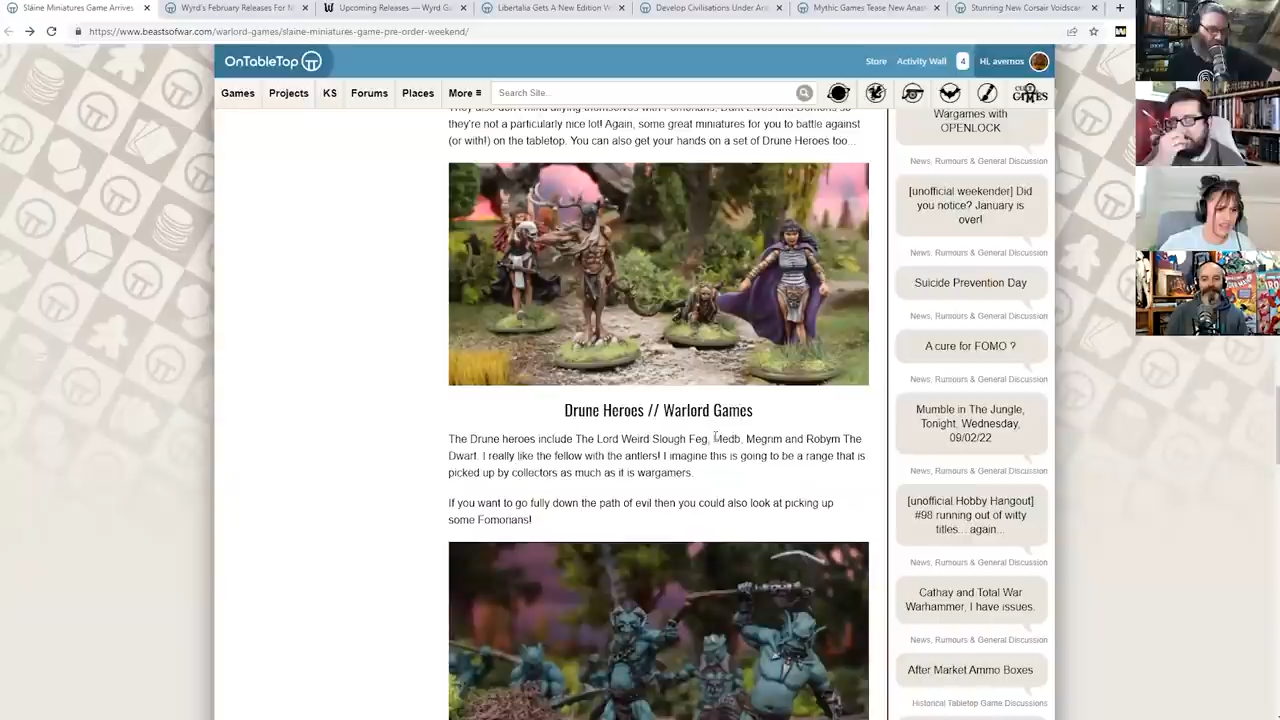 Sláine Miniatures Game Arrives
Wyrd's February Releases For
Upcoming Releases — Wyrd Ga
Libertalia Gets A New Edition
Develop Civilisations Under An
Mythic Games Tease New Anas
Stunning New Corsair Voidscar
https://www.beastsofwar.com/warlord-games/slaine-miniatures-game-pre-order-weekend/
OnTableTop
Store
Activity Wall
4
Hi, avernos
Games
Projects
KS
Forums
Places
More
Search Site...
they're not a particularly nice lot! Again, some great miniatures for you to battle against
(or with!) on the tabletop. You can also get your hands on a set of Drune Heroes too...
Drune Heroes // Warlord Games
The Drune heroes include The Lord Weird Slough Feg, Medb, Megrim and Robym The
Dwarf. I really like the fellow with the antlers! I imagine this is going to be a range that is
picked up by collectors as much as it is wargamers.
If you want to go fully down the path of evil then you could also look at picking up
some Fomorians!
Wargames with
OPENLOCK
News, Rumours & General Discussion
[unofficial weekender] Did
you notice? January is
over!
News, Rumours & General Discussion
Suicide Prevention Day
News, Rumours & General Discussion
A cure for FOMO ?
News, Rumours & General Discussion
Mumble in The Jungle,
Tonight, Wednesday,
09/02/22
News, Rumours & General Discussion
[unofficial Hobby Hangout]
#98 running out of witty
titles... again...
News, Rumours & General Discussion
Cathay and Total War
Warhammer, I have issues.
News, Rumours & General Discussion
After Market Ammo Boxes
Historical Tabletop Game Discussions